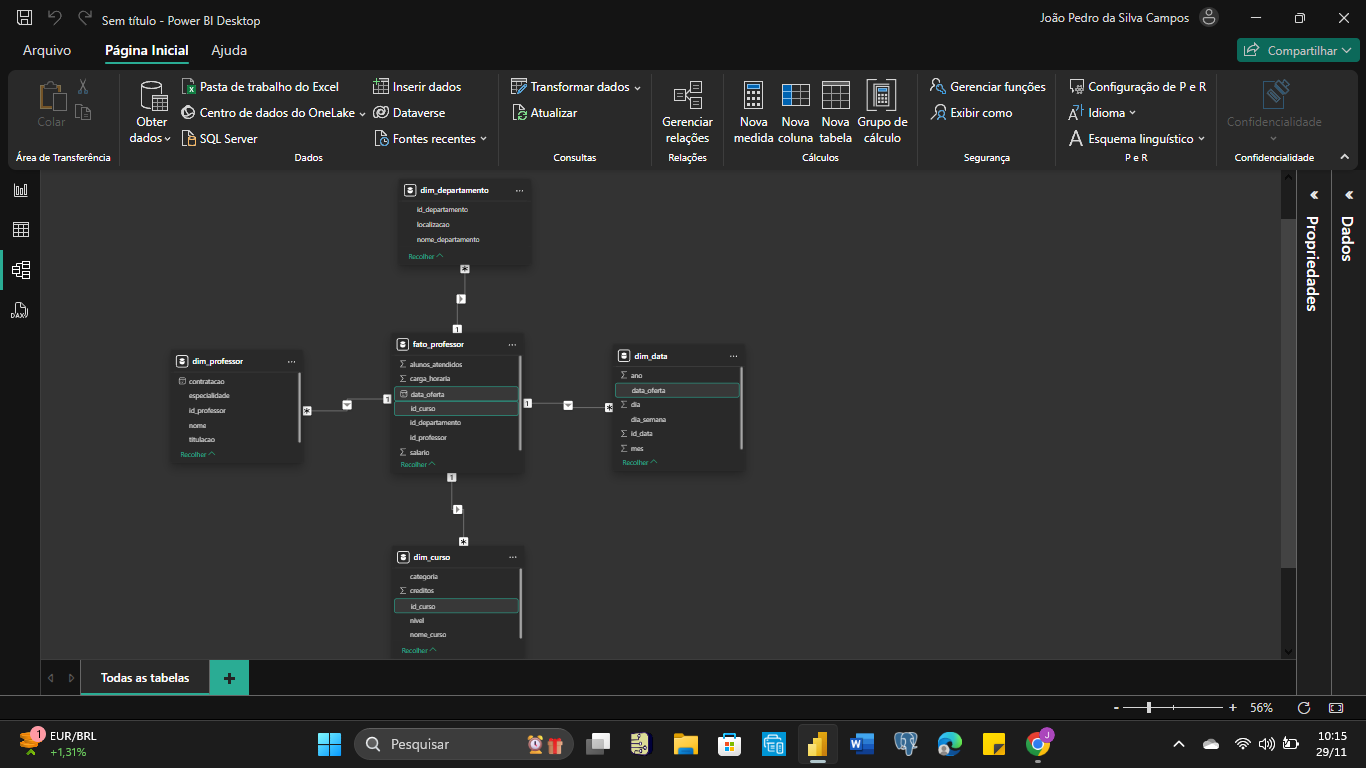 Sem título - Power BI Desktop
João Pedro da Silva Campos
Arquivo
Página Inicial
Ajuda
Compartilhar
Colar
Área de Transferência
Obter dados
Pasta de trabalho do Excel
Centro de dados do OneLake
SQL Server
Inserir dados
Dataverse
Fontes recentes
Dados
Transformar dados
Atualizar
Consultas
Gerenciar relações
Relações
Nova medida
Nova coluna
Nova tabela
Grupo de cálculo
Cálculos
Gerenciar funções
Exibir como
Segurança
Configuração de P e R
Idioma
Esquema linguístico
P e R
Confidencialidade
Confidencialidade
DAX
dim_departamento
id_departamento
localizacao
nome_departamento
Recolher
*
1
dim_professor
contratacao
especialidade
id_professor
nome
titulacao
Recolher
*
1
fato_professor
alunos_atendidos
carga_horaria
data_oferta
id_curso
id_departamento
id_professor
salario
Recolher
1
*
dim_data
ano
data_oferta
dia
dia_semana
id_data
mes
Recolher
1
*
dim_curso
categoria
creditos
id_curso
nivel
nome_curso
Recolher
Propriedades
Dados
Todas as tabelas
+
- + 56%
1
EUR/BRL
+1,31%
Pesquisar
J
10:15
29/11